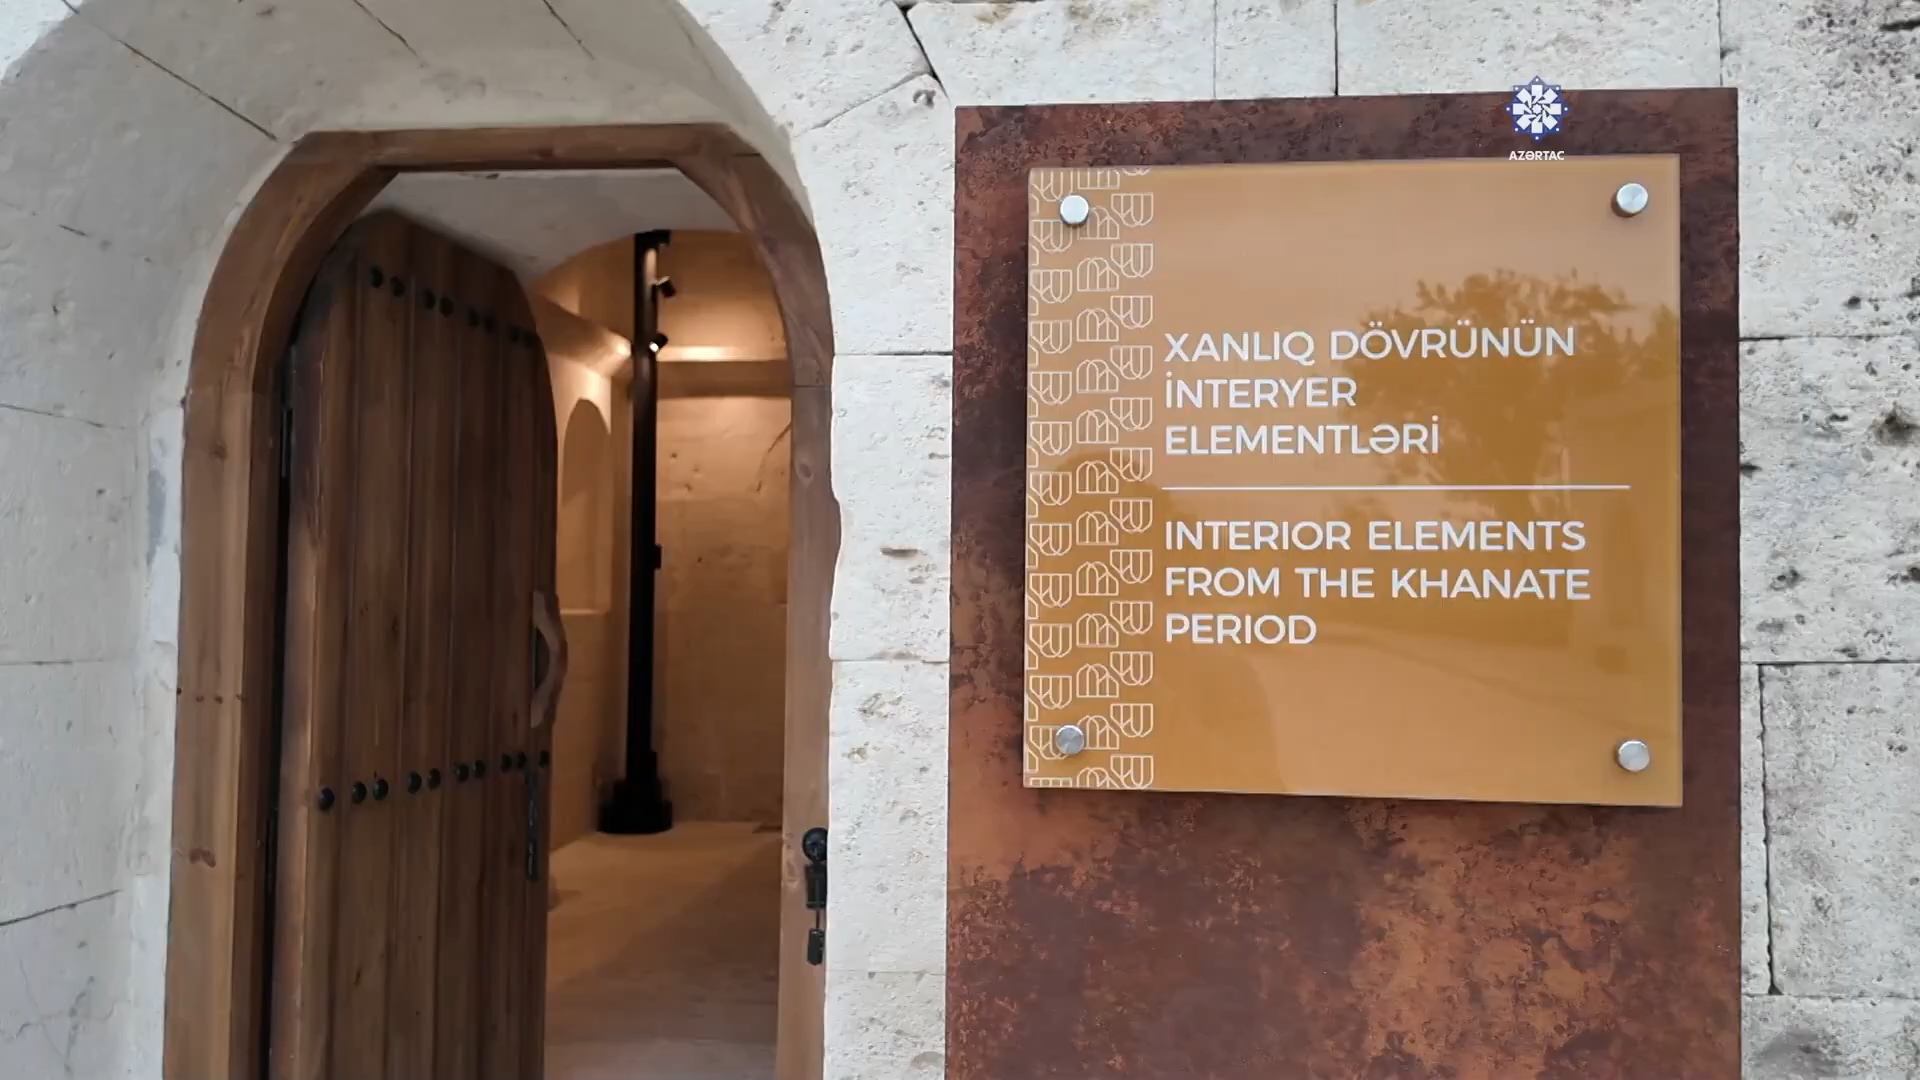 AZƏRTAC
XANLIQ DÖVRÜNÜN
İNTERYER
ELEMENTLƏRİ
INTERIOR ELEMENTS
FROM THE KHANATE
PERIOD